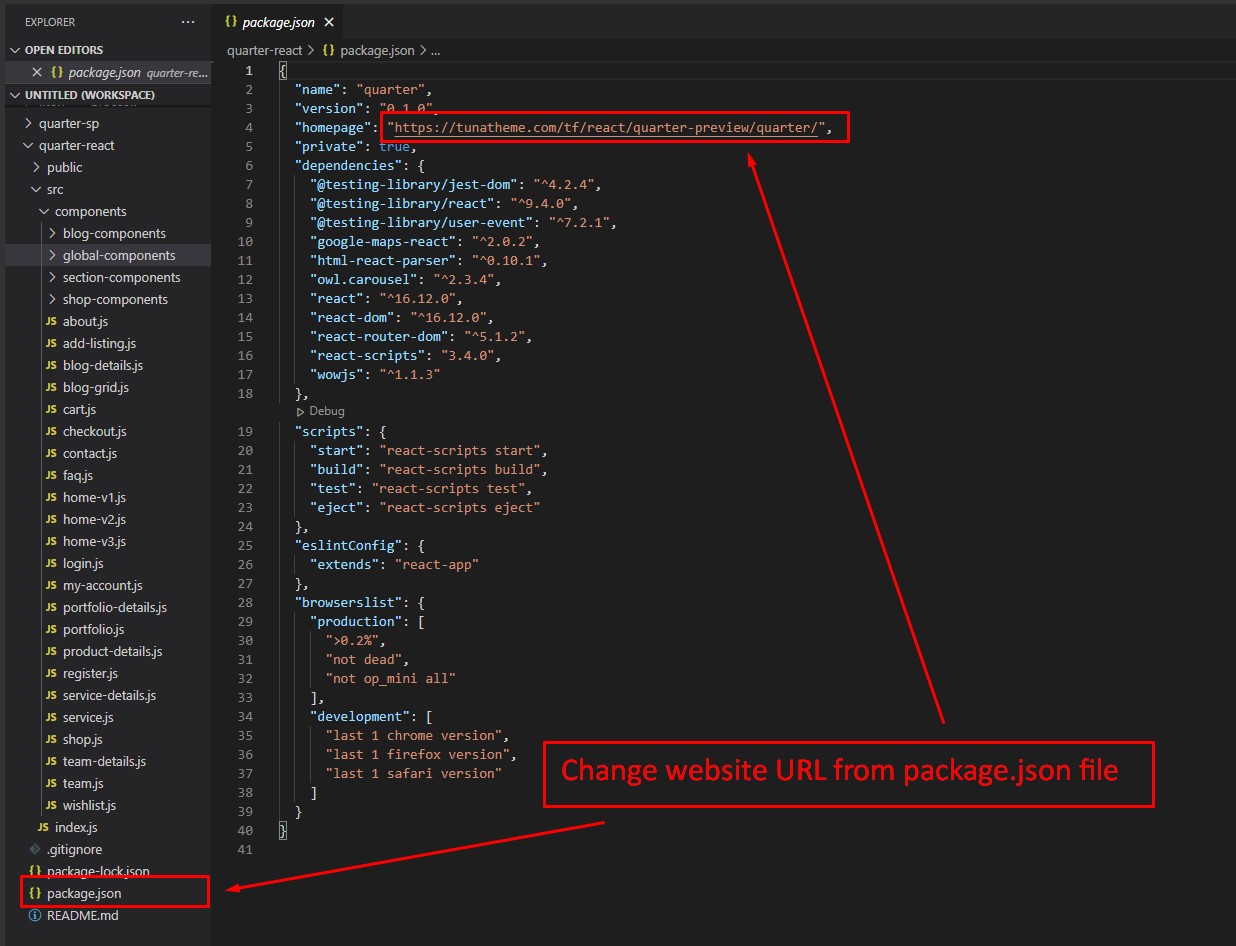 EXPLORER
...
OPEN EDITORS
{} package.json quarter-re...
UNTITLED (WORKSPACE)
quarter-sp
quarter-react
public
src
components
blog-components
global-components
section-components
shop-components
JS about.js
JS add-listing.js
JS blog-details.js
JS blog-grid.js
JS cart.js
JS checkout.js
JS contact.js
JS faq.js
JS home-v1.js
JS home-v2.js
JS home-v3.js
JS login.js
JS my-account.js
JS portfolio-details.js
JS portfolio.js
JS product-details.js
JS register.js
JS service-details.js
JS service.js
JS shop.js
JS team-details.js
JS team.js
JS wishlist.js
JS index.js
.gitignore
{} package-lock.json
{} package.json
README.md
{} package.json
quarter-react > {} package.json > ...
1 {
2 "name": "quarter",
3 "version": "0.1.0",
4 "homepage": "https://tunatheme.com/tf/react/quarter-preview/quarter/",
5 "private": true,
6 "dependencies": {
7 "@testing-library/jest-dom": "^4.2.4",
8 "@testing-library/react": "^9.4.0",
9 "@testing-library/user-event": "^7.2.1",
10 "google-maps-react": "^2.0.2",
11 "html-react-parser": "^0.10.1",
12 "owl.carousel": "^2.3.4",
13 "react": "^16.12.0",
14 "react-dom": "^16.12.0",
15 "react-router-dom": "^5.1.2",
16 "react-scripts": "3.4.0",
17 "wowjs": "^1.1.3"
18 },
Debug
19 "scripts": {
20 "start": "react-scripts start",
21 "build": "react-scripts build",
22 "test": "react-scripts test",
23 "eject": "react-scripts eject"
24 },
25 "eslintConfig": {
26 "extends": "react-app"
27 },
28 "browserslist": {
29 "production": [
30 ">0.2%",
31 "not dead",
32 "not op_mini all"
33 ],
34 "development": [
35 "last 1 chrome version",
36 "last 1 firefox version",
37 "last 1 safari version"
38 ]
39 }
40 }
41
Change website URL from package.json file